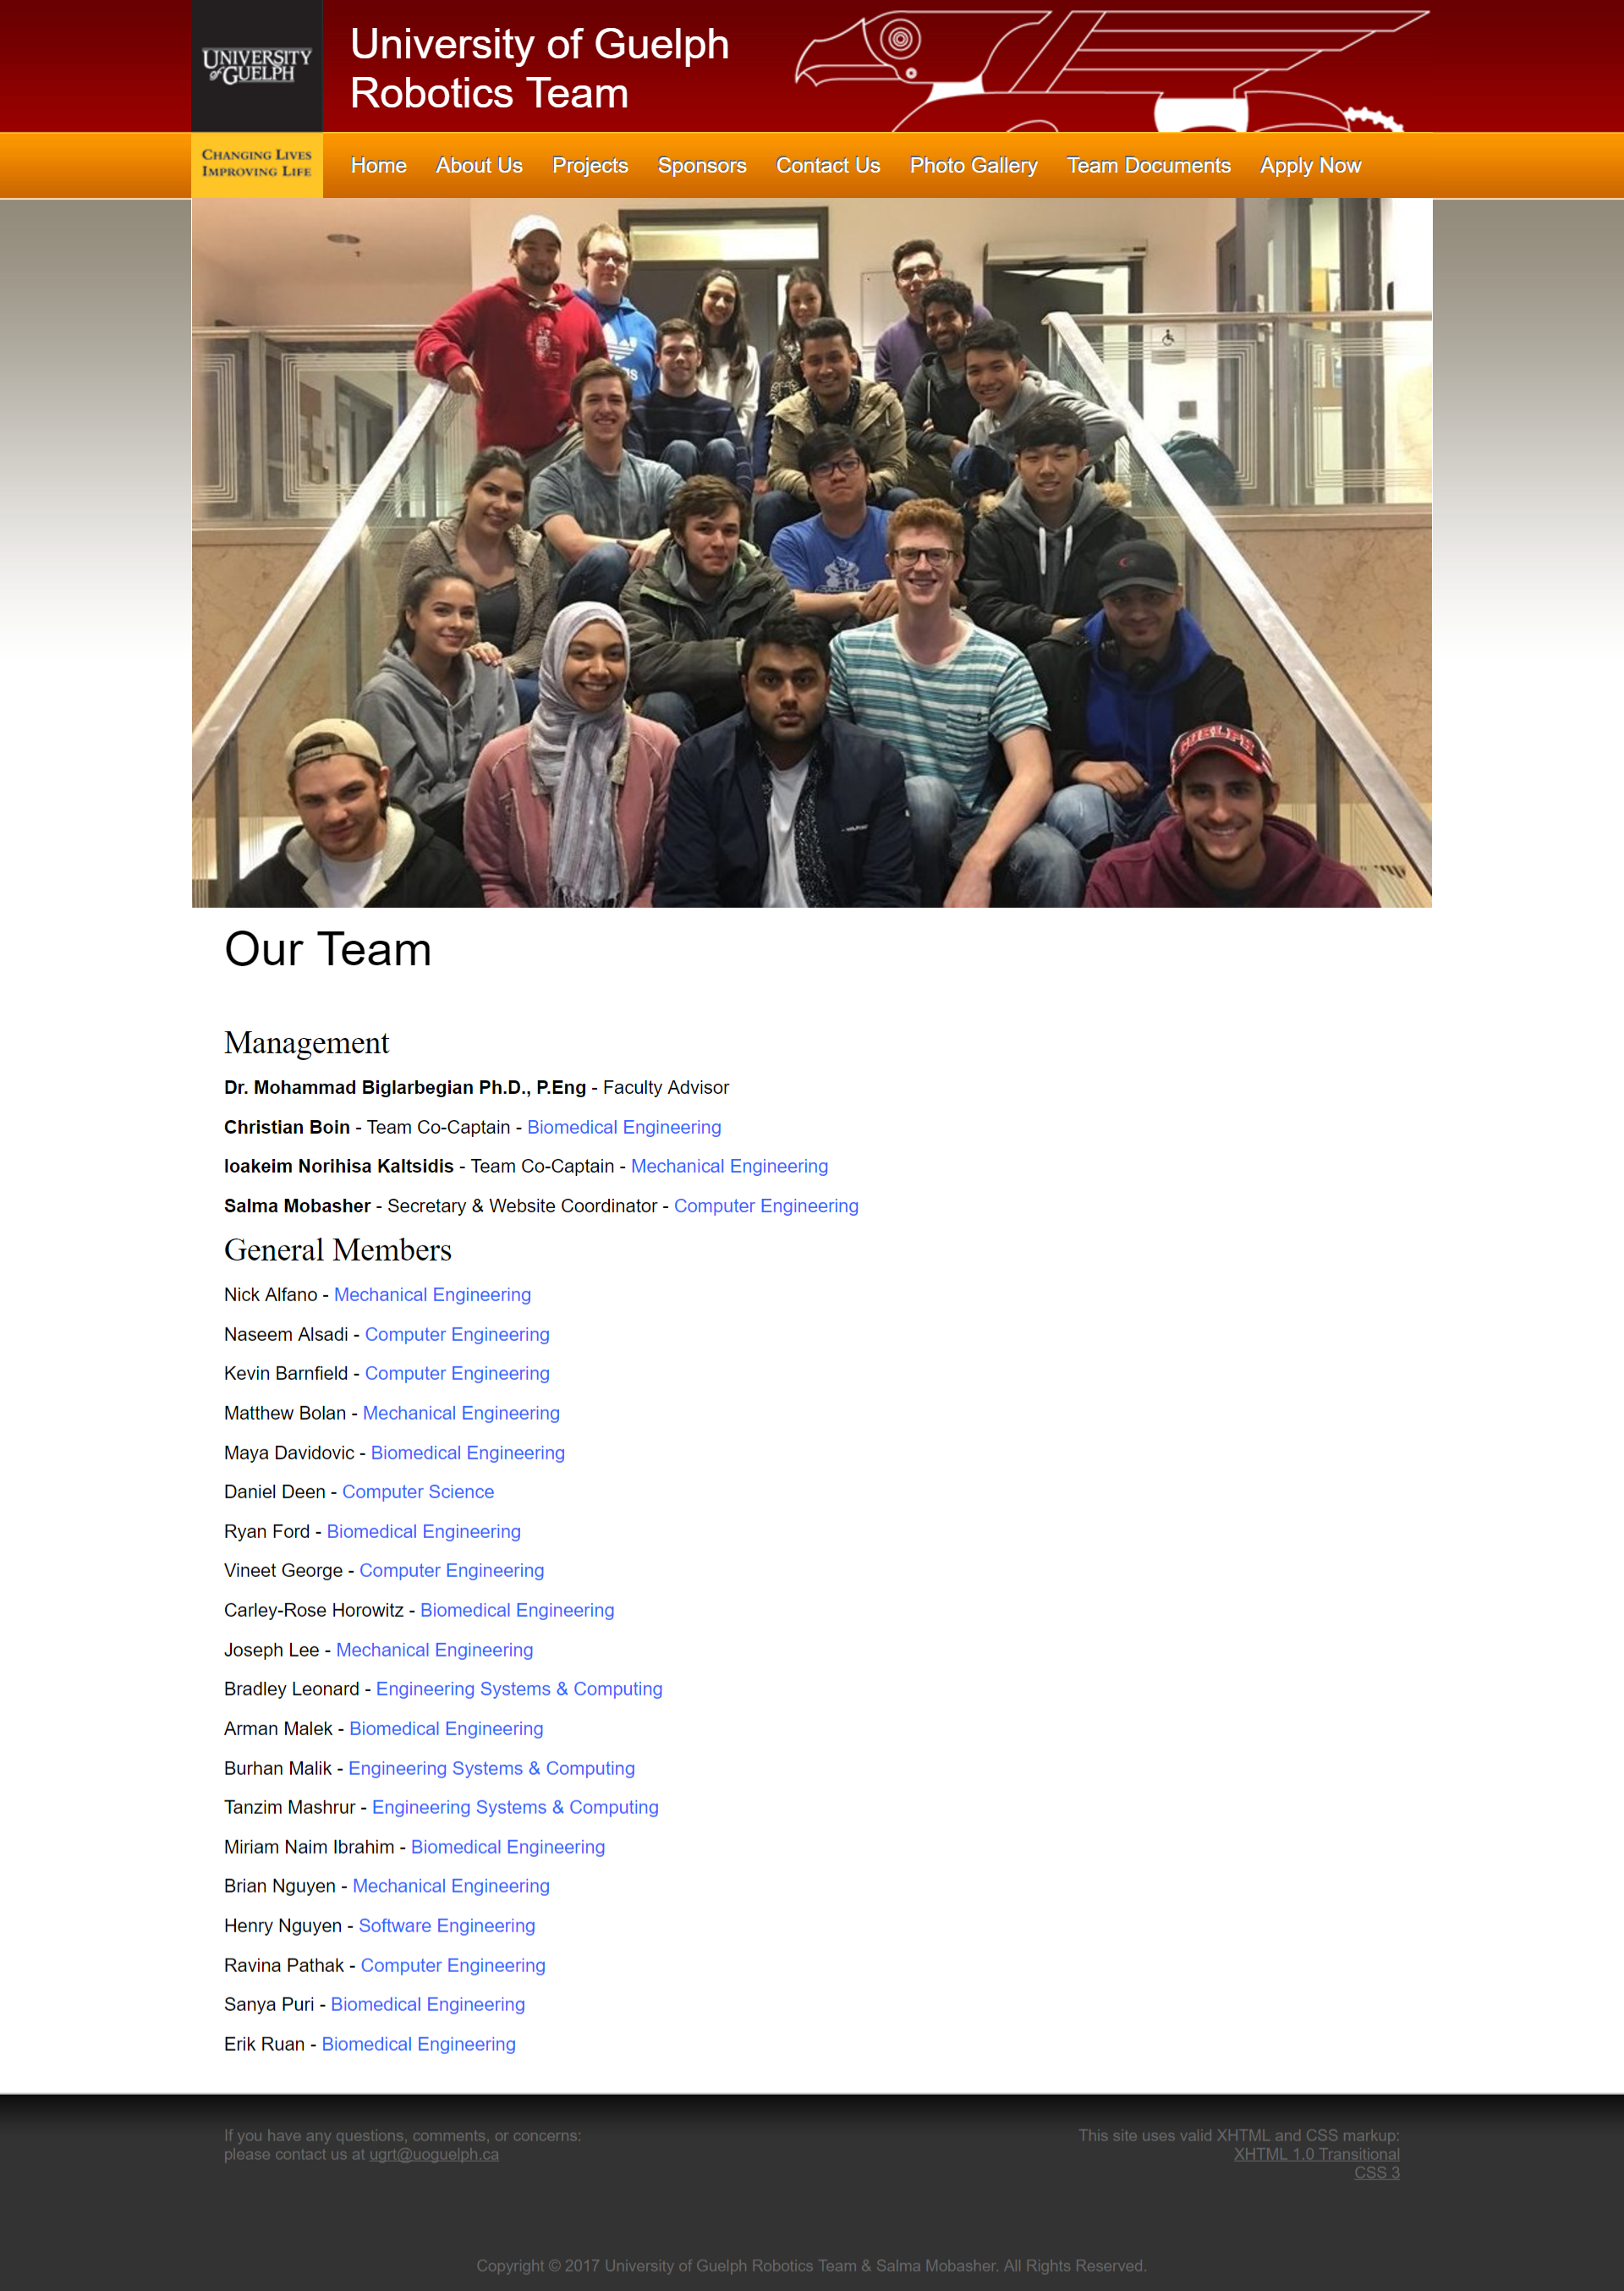 UNIVERSITY
of GUELPH
University of Guelph
Robotics Team
CHANGING LIVES
IMPROVING LIFE
Home About Us Projects Sponsors Contact Us Photo Gallery Team Documents Apply Now
GUELPH
Our Team
Management
Dr. Mohammad Biglarbegian Ph.D., P.Eng - Faculty Advisor
Christian Boin - Team Co-Captain - Biomedical Engineering
Ioakeim Norihisa Kaltsidis - Team Co-Captain - Mechanical Engineering
Salma Mobasher - Secretary & Website Coordinator - Computer Engineering
General Members
Nick Alfano - Mechanical Engineering
Naseem Alsadi - Computer Engineering
Kevin Barnfield - Computer Engineering
Matthew Bolan - Mechanical Engineering
Maya Davidovic - Biomedical Engineering
Daniel Deen - Computer Science
Ryan Ford - Biomedical Engineering
Vineet George - Computer Engineering
Carley-Rose Horowitz - Biomedical Engineering
Joseph Lee - Mechanical Engineering
Bradley Leonard - Engineering Systems & Computing
Arman Malek - Biomedical Engineering
Burhan Malik - Engineering Systems & Computing
Tanzim Mashrur - Engineering Systems & Computing
Miriam Naim Ibrahim - Biomedical Engineering
Brian Nguyen - Mechanical Engineering
Henry Nguyen - Software Engineering
Ravina Pathak - Computer Engineering
Sanya Puri - Biomedical Engineering
Erik Ruan - Biomedical Engineering
If you have any questions, comments, or concerns:
please contact us at ugrt@uoguelph.ca
This site uses valid XHTML and CSS markup:
XHTML 1.0 Transitional
CSS 3
Copyright © 2017 University of Guelph Robotics Team & Salma Mobasher. All Rights Reserved.